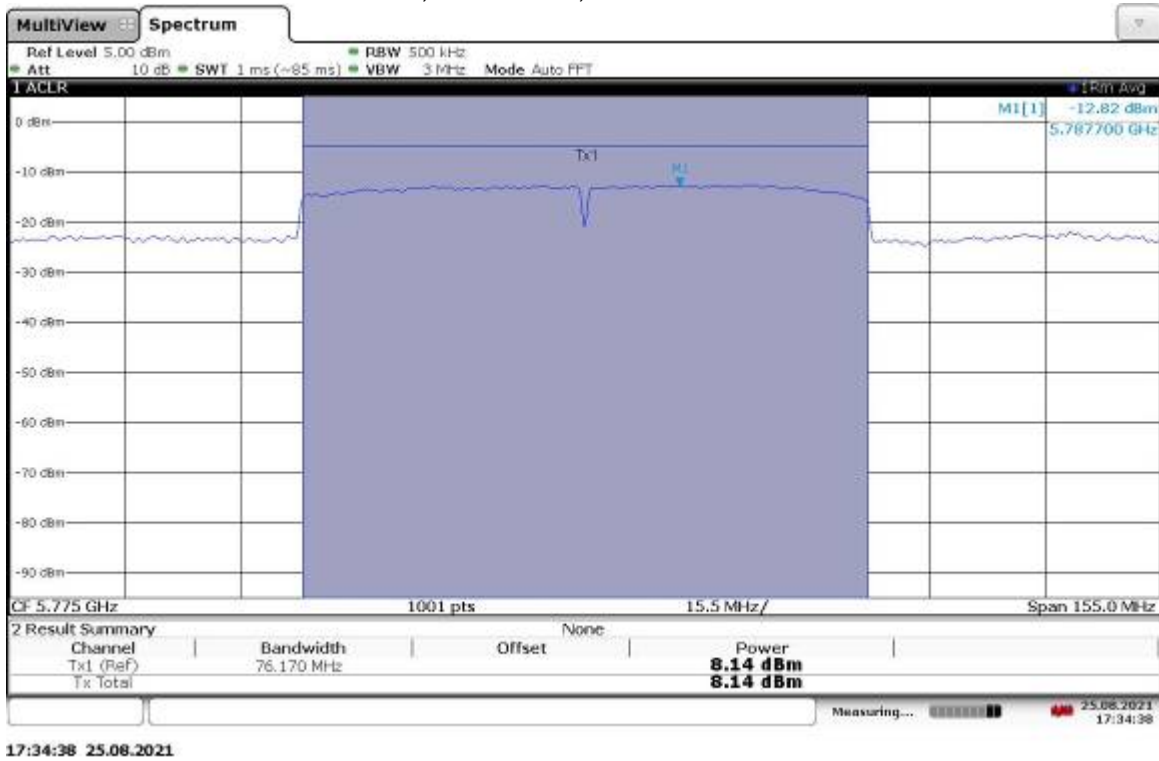 MultiView Spectrum
Ref Level 5.00 dBm RBW 500 kHz
Att 10 dB SWT 1 ms (~85 ms) VBW 3 MHz Mode Auto FFT
1 ACLR 1Rm Avg
M1[1] -12.82 dBm
5.787700 GHz
0 dBm
Tx1
-10 dBm
M1
-20 dBm
-30 dBm
-40 dBm
-50 dBm
-60 dBm
-70 dBm
-80 dBm
-90 dBm
CF 5.775 GHz 1001 pts 15.5 MHz/ Span 155.0 MHz
2 Result Summary None
Channel Bandwidth Offset Power
Tx1 (Ref) 76.170 MHz 8.14 dBm
Tx Total 8.14 dBm
Measuring... 25.08.2021
17:34:38
17:34:38 25.08.2021